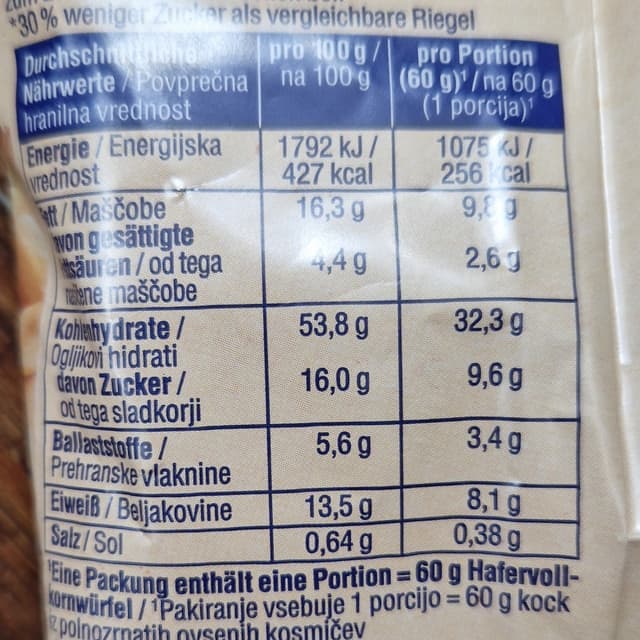 *30 % weniger Zucker als vergleichbare Riegel
Durchschnittliche pro 100 g / pro Portion
Nährwerte / Povprečna na 100 g (60 g)¹ / na 60 g
hranilna vrednost (1 porcija)¹
Energie / Energijska 1792 kJ / 1075 kJ /
vrednost 427 kcal 256 kcal
/ Maščobe 16,3 g 9,8 g
davon gesättigte
/ od tega 4,4 g 2,6 g
maščobe
Kohlenhydrate / 53,8 g 32,3 g
Ogljikovi hidrati
davon Zucker / 16,0 g 9,6 g
od tega sladkorji
Ballaststoffe / 5,6 g 3,4 g
Prehranske vlaknine
Eiweiß / Beljakovine 13,5 g 8,1 g
Salz / Sol 0,64 g 0,38 g
¹Eine Packung enthält eine Portion = 60 g Hafervoll-
kornwürfel / ¹Pakiranje vsebuje 1 porcijo = 60 g kock
iz polnozrnatih ovsenih kosmičev